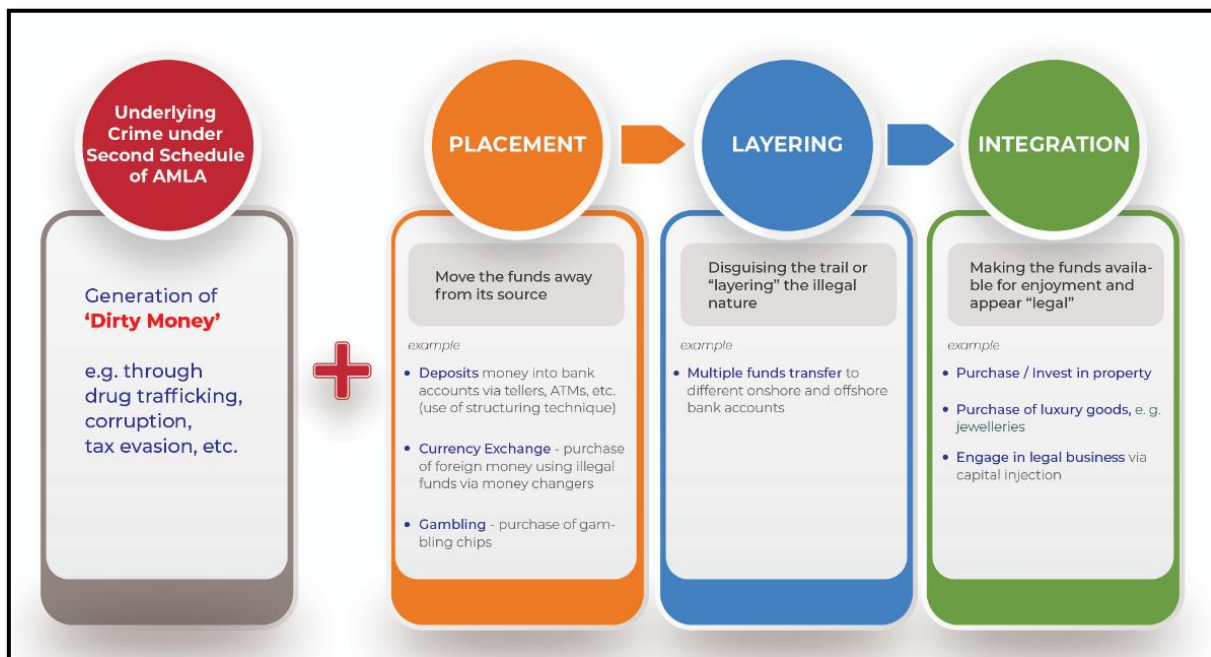 Underlying
Crime under
Second Schedule
of AMLA
Generation of
'Dirty Money'
e.g. through
drug trafficking,
corruption,
tax evasion, etc.
PLACEMENT
Move the funds away
from its source
example
• Deposits money into bank
accounts via tellers, ATMs, etc.
(use of structuring technique)
• Currency Exchange - purchase
of foreign money using illegal
funds via money changers
• Gambling - purchase of gam-
bling chips
LAYERING
Disguising the trail or
“layering” the illegal
nature
example
• Multiple funds transfer to
different onshore and offshore
bank accounts
INTEGRATION
Making the funds availa-
ble for enjoyment and
appear “legal”
example
• Purchase / Invest in property
• Purchase of luxury goods, e. g.
jewelleries
• Engage in legal business via
capital injection